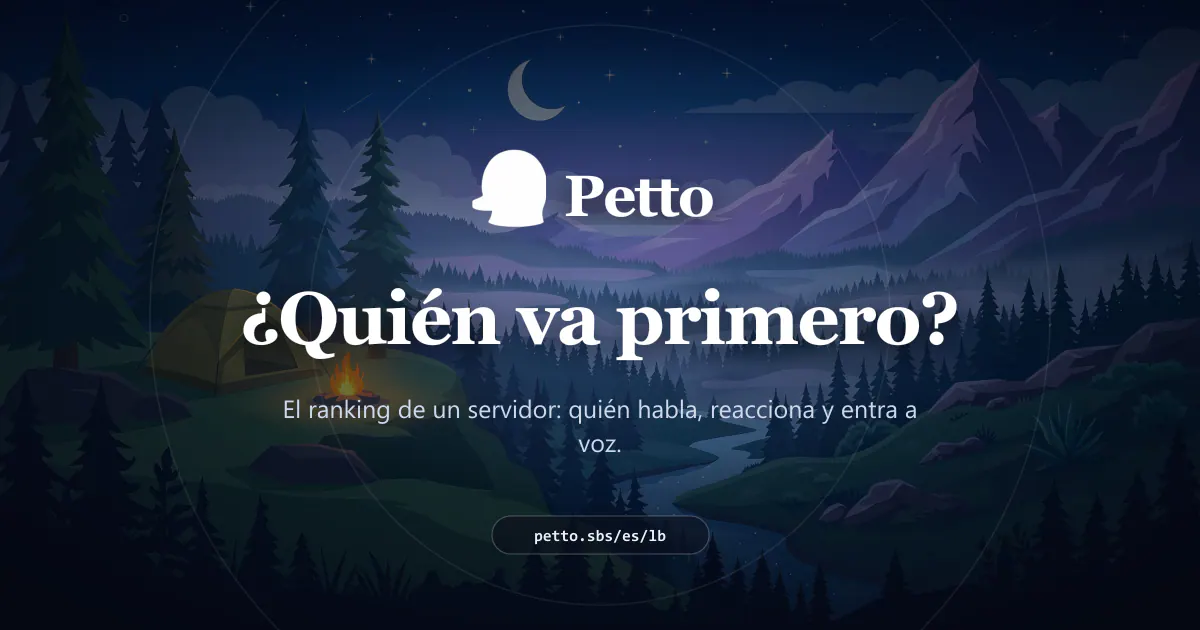 Petto
¿Quién va primero?
El ranking de un servidor: quién habla, reacciona y entra a
voz.
petto.sbs/es/lb